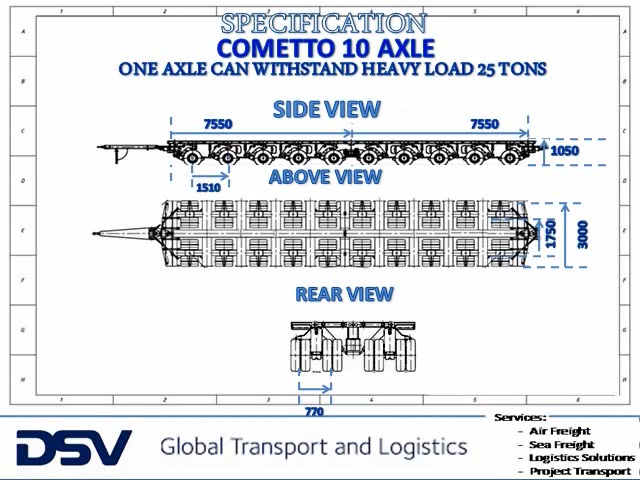 SPECIFICATION
COMETTO 10 AXLE
ONE AXLE CAN WITHSTAND HEAVY LOAD 25 TONS
SIDE VIEW
7550
7550
1050
1510
ABOVE VIEW
1750
3000
REAR VIEW
770
Services:
- Air Freight
- Sea Freight
- Logistics Solutions
- Project Transport
DSV
Global Transport and Logistics